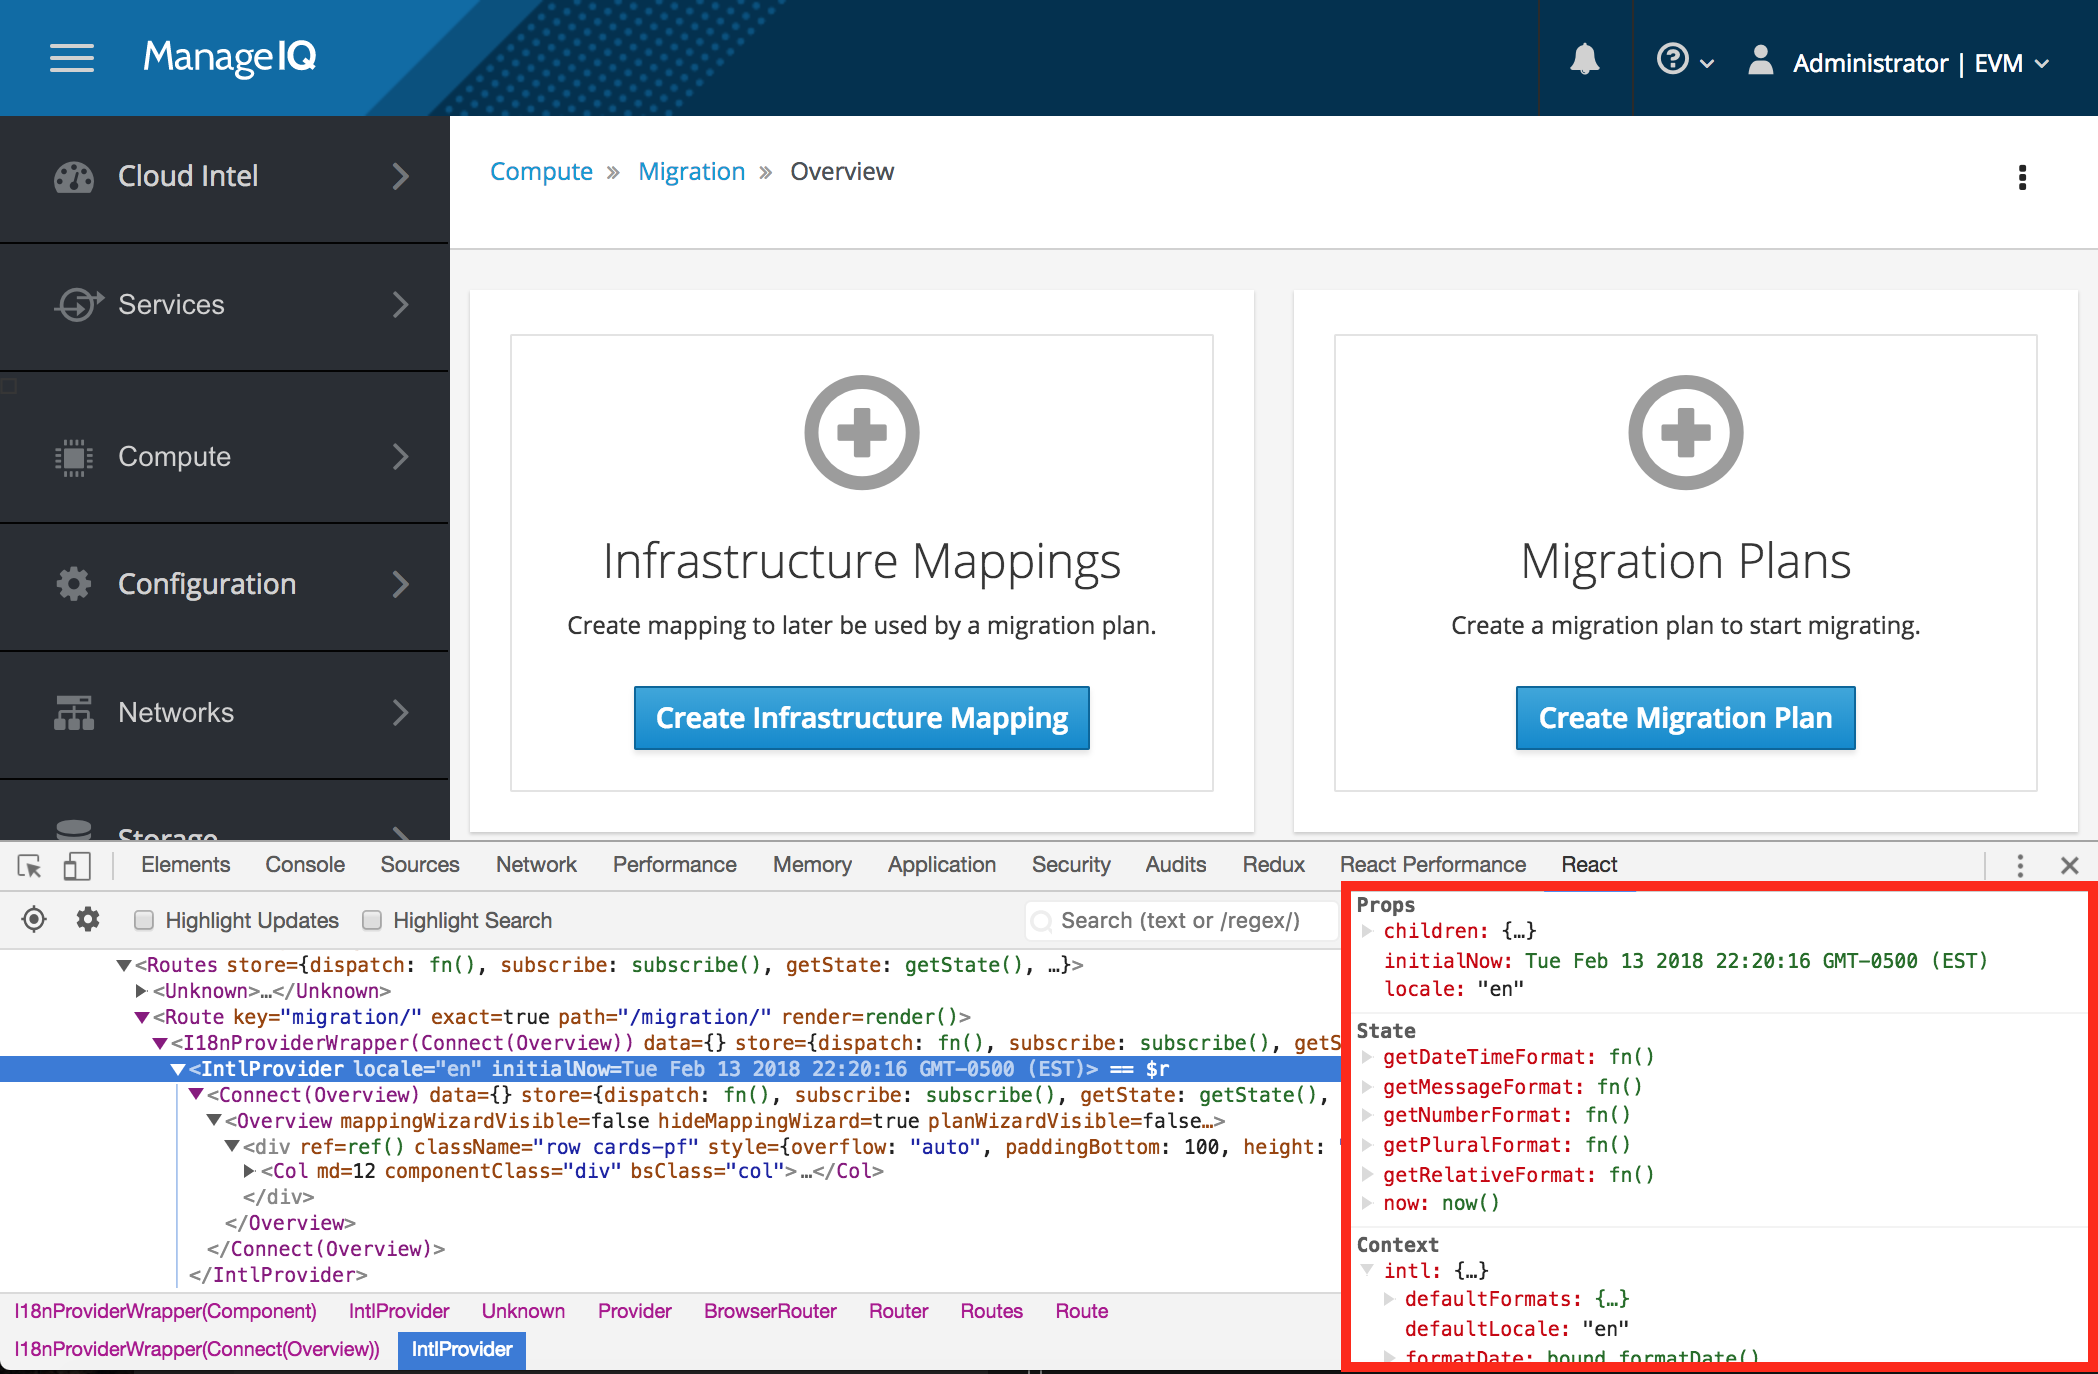 ManageIQ
Administrator | EVM
Cloud Intel
Services
Compute
Configuration
Networks
Storage
Compute » Migration » Overview
Infrastructure Mappings
Create mapping to later be used by a migration plan.
Create Infrastructure Mapping
Migration Plans
Create a migration plan to start migrating.
Create Migration Plan
Elements Console Sources Network Performance Memory Application Security Audits Redux React Performance React
Highlight Updates Highlight Search Search (text or /regex/)
<Routes store={dispatch: fn(), subscribe: subscribe(), getState: getState(), …}>
<Unknown>…</Unknown>
<Route key="migration/" exact=true path="/migration/" render=render()>
<I18nProviderWrapper(Connect(Overview)) data={} store={dispatch: fn(), subscribe: subscribe(), getS
<IntlProvider locale="en" initialNow=Tue Feb 13 2018 22:20:16 GMT-0500 (EST)> == $r
<Connect(Overview) data={} store={dispatch: fn(), subscribe: subscribe(), getState: getState(),
<Overview mappingWizardVisible=false hideMappingWizard=true planWizardVisible=false…>
<div ref=ref() className="row cards-pf" style={overflow: "auto", paddingBottom: 100, height: "
<Col md=12 componentClass="div" bsClass="col">…</Col>
</div>
</Overview>
</Connect(Overview)>
</IntlProvider>
I18nProviderWrapper(Component) IntlProvider Unknown Provider BrowserRouter Router Routes Route
I18nProviderWrapper(Connect(Overview)) IntlProvider
Props
children: {…}
initialNow: Tue Feb 13 2018 22:20:16 GMT-0500 (EST)
locale: "en"
State
getDateTimeFormat: fn()
getMessageFormat: fn()
getNumberFormat: fn()
getPluralFormat: fn()
getRelativeFormat: fn()
now: now()
Context
intl: {…}
defaultFormats: {…}
defaultLocale: "en"
formatDate: bound formatDate()